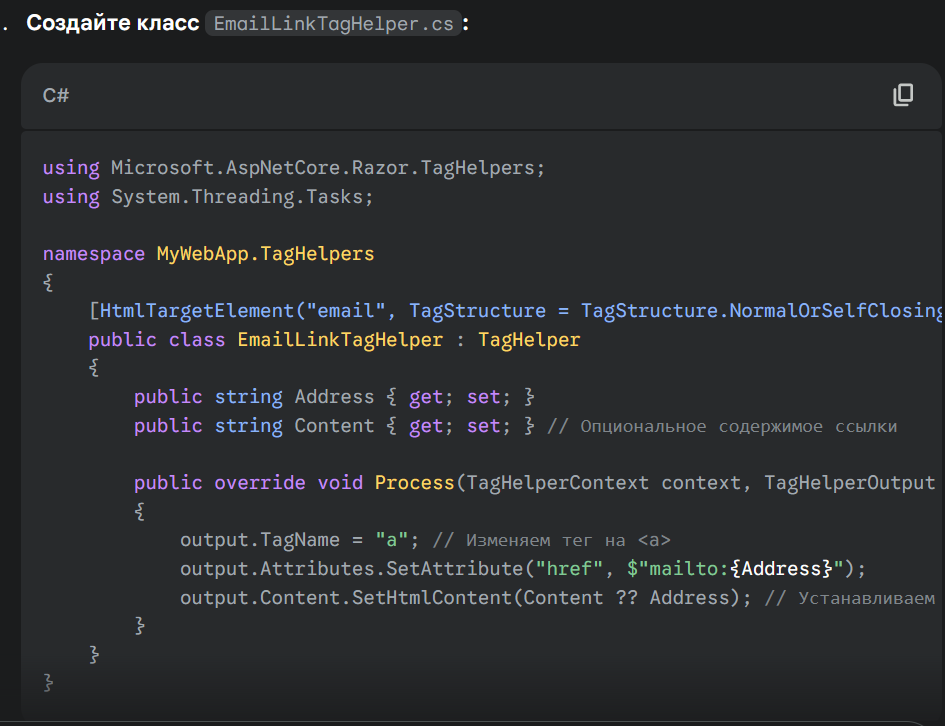 . Создайте класс EmailLinkTagHelper.cs:
C#
using Microsoft.AspNetCore.Razor.TagHelpers;
using System.Threading.Tasks;
namespace MyWebApp.TagHelpers
{
[HtmlTargetElement("email", TagStructure = TagStructure.NormalOrSelfClosing
public class EmailLinkTagHelper : TagHelper
{
public string Address { get; set; }
public string Content { get; set; } // Опциональное содержимое ссылки
public override void Process(TagHelperContext context, TagHelperOutput
{
output.TagName = "a"; // Изменяем тег на <a>
output.Attributes.SetAttribute("href", $"mailto:{Address}");
output.Content.SetHtmlContent(Content ?? Address); // Устанавливаем
}
}
}